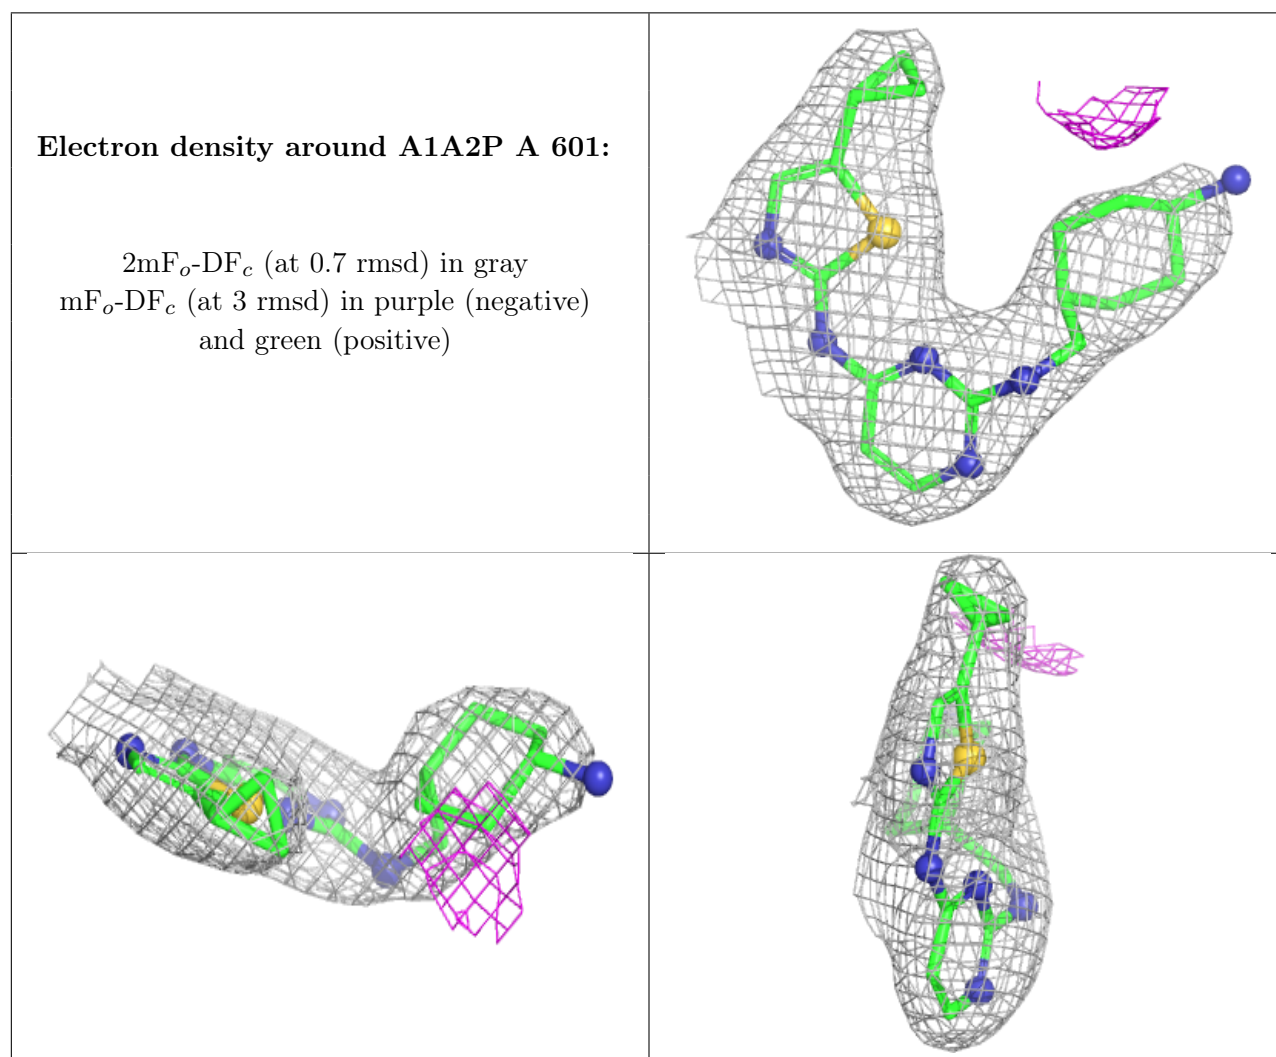 Electron density around A1A2P A 601:
2mFo-DFc (at 0.7 rmsd) in gray
mFo-DFc (at 3 rmsd) in purple (negative)
and green (positive)